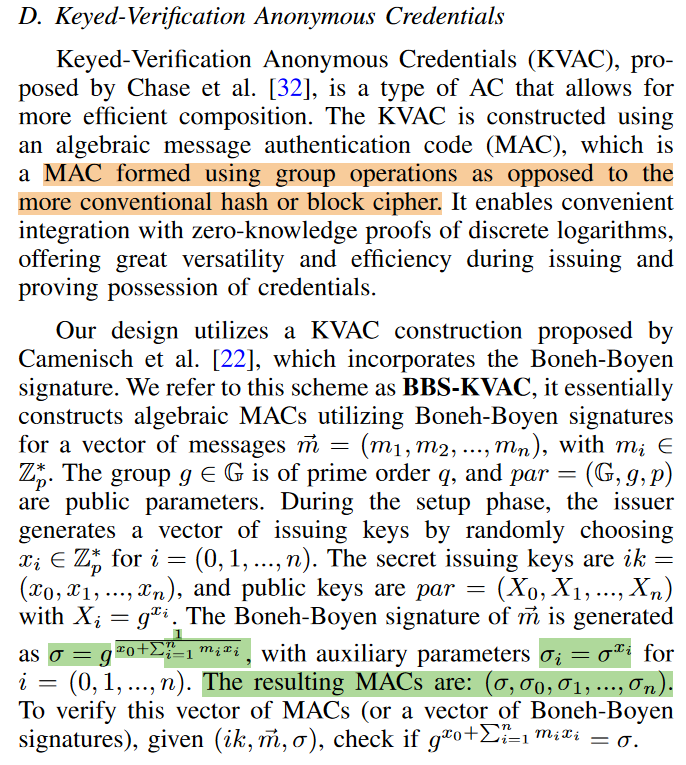 D. Keyed-Verification Anonymous Credentials
Keyed-Verification Anonymous Credentials (KVAC), pro-
posed by Chase et al. [32], is a type of AC that allows for
more efficient composition. The KVAC is constructed using
an algebraic message authentication code (MAC), which is
a MAC formed using group operations as opposed to the
more conventional hash or block cipher. It enables convenient
integration with zero-knowledge proofs of discrete logarithms,
offering great versatility and efficiency during issuing and
proving possession of credentials.
Our design utilizes a KVAC construction proposed by
Camenisch et al. [22], which incorporates the Boneh-Boyen
signature. We refer to this scheme as BBS-KVAC, it essentially
constructs algebraic MACs utilizing Boneh-Boyen signatures
for a vector of messages $\vec{m} = (m_1, m_2, ..., m_n)$, with $m_i \in$
$\mathbb{Z}_p^*$. The group $g \in \mathbb{G}$ is of prime order $q$, and $par = (\mathbb{G}, g, p)$
are public parameters. During the setup phase, the issuer
generates a vector of issuing keys by randomly choosing
$x_i \in \mathbb{Z}_p^*$ for $i = (0, 1, ..., n)$. The secret issuing keys are $ik =$
$(x_0, x_1, ..., x_n)$, and public keys are $par = (X_0, X_1, ..., X_n)$
with $X_i = g^{x_i}$. The Boneh-Boyen signature of $\vec{m}$ is generated
as $\sigma = g^{\frac{1}{x_0 + \sum_{i=1}^{n} m_i x_i}}$, with auxiliary parameters $\sigma_i = \sigma^{x_i}$ for
$i = (0, 1, ..., n)$. The resulting MACs are: $(\sigma, \sigma_0, \sigma_1, ..., \sigma_n)$.
To verify this vector of MACs (or a vector of Boneh-Boyen
signatures), given $(ik, \vec{m}, \sigma)$, check if $g^{x_0 + \sum_{i=1}^{n} m_i x_i} = \sigma$.